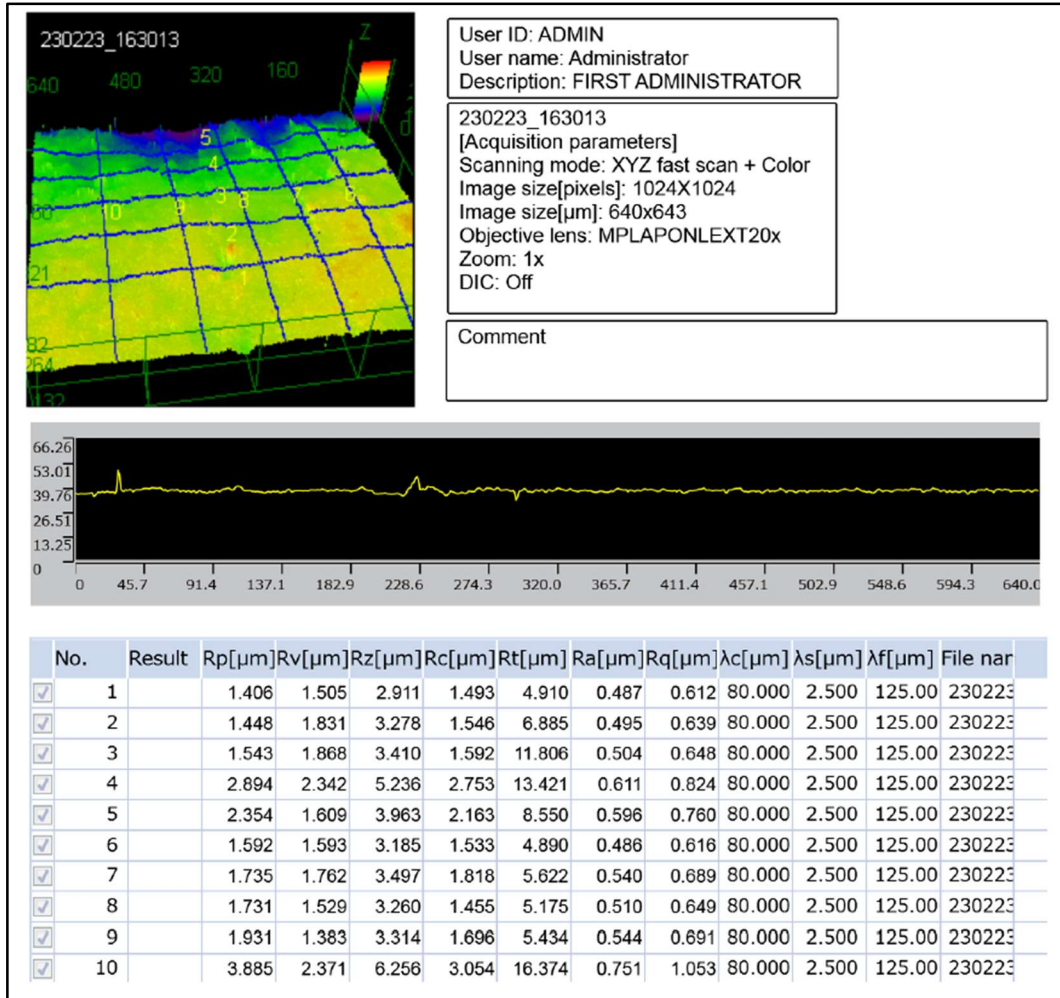 230223_163013
Z
640 480 320 160
5
4
10 9 3 6 7 8
2
21 1
82
264
132
User ID: ADMIN
User name: Administrator
Description: FIRST ADMINISTRATOR
230223_163013
[Acquisition parameters]
Scanning mode: XYZ fast scan + Color
Image size[pixels]: 1024X1024
Image size[μm]: 640x643
Objective lens: MPLAPONLEXT20x
Zoom: 1x
DIC: Off
Comment
66.26
53.01
39.76
26.51
13.25
0
0 45.7 91.4 137.1 182.9 228.6 274.3 320.0 365.7 411.4 457.1 502.9 548.6 594.3 640.0
No. Result Rp[μm] Rv[μm] Rz[μm] Rc[μm] Rt[μm] Ra[μm] Rq[μm] λc[μm] λs[μm] λf[μm] File nar
1 1.406 1.505 2.911 1.493 4.910 0.487 0.612 80.000 2.500 125.00 230223
2 1.448 1.831 3.278 1.546 6.885 0.495 0.639 80.000 2.500 125.00 230223
3 1.543 1.868 3.410 1.592 11.806 0.504 0.648 80.000 2.500 125.00 230223
4 2.894 2.342 5.236 2.753 13.421 0.611 0.824 80.000 2.500 125.00 230223
5 2.354 1.609 3.963 2.163 8.550 0.596 0.760 80.000 2.500 125.00 230223
6 1.592 1.593 3.185 1.533 4.890 0.486 0.616 80.000 2.500 125.00 230223
7 1.735 1.762 3.497 1.818 5.622 0.540 0.689 80.000 2.500 125.00 230223
8 1.731 1.529 3.260 1.455 5.175 0.510 0.649 80.000 2.500 125.00 230223
9 1.931 1.383 3.314 1.696 5.434 0.544 0.691 80.000 2.500 125.00 230223
10 3.885 2.371 6.256 3.054 16.374 0.751 1.053 80.000 2.500 125.00 230223